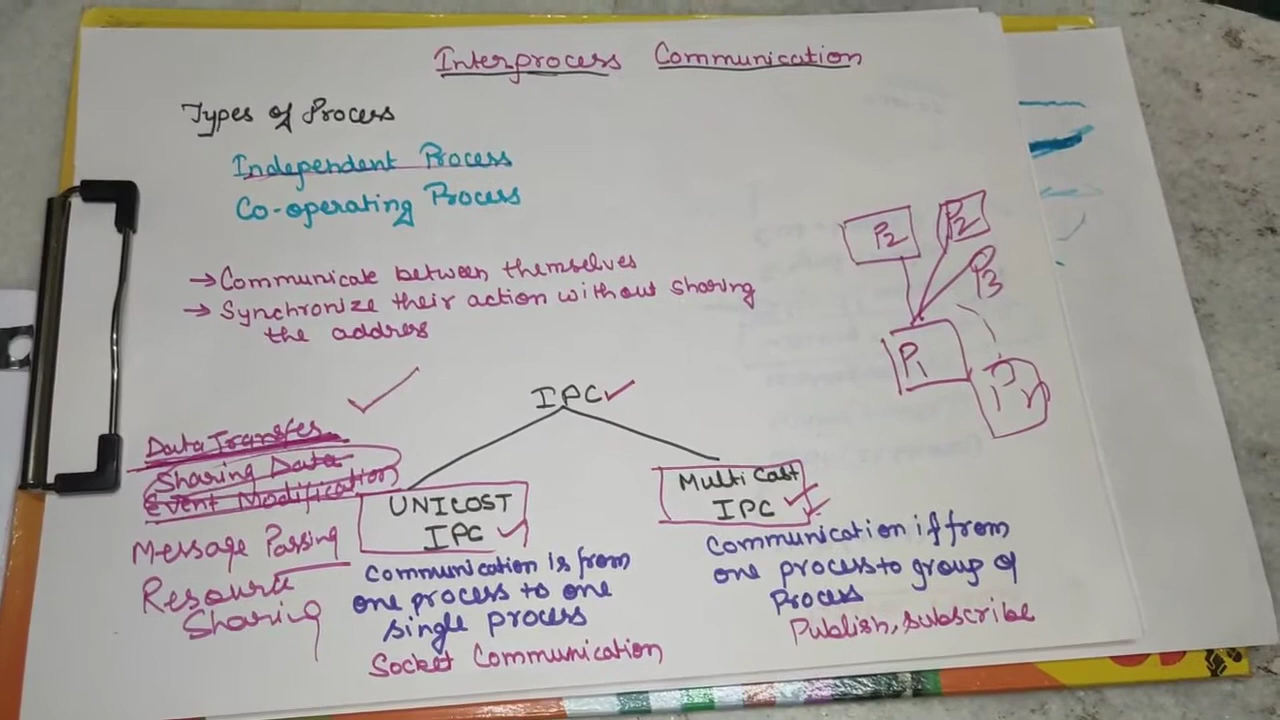 Interprocess Communication
Types of Process
Independent Process
Co-operating Process
→ Communicate between themselves
→ Synchronize their action without sharing
the address
P2
P2
P3
P1
Pn
IPC
Data Transfer
Sharing Data
Event Modification
Message Passing
Resource
Sharing
UNICOST
IPC
Communication is from
one process to one
single process
Socket Communication
Multi Cast
IPC
Communication if from
one process to group of
Process
Publish, subscribe